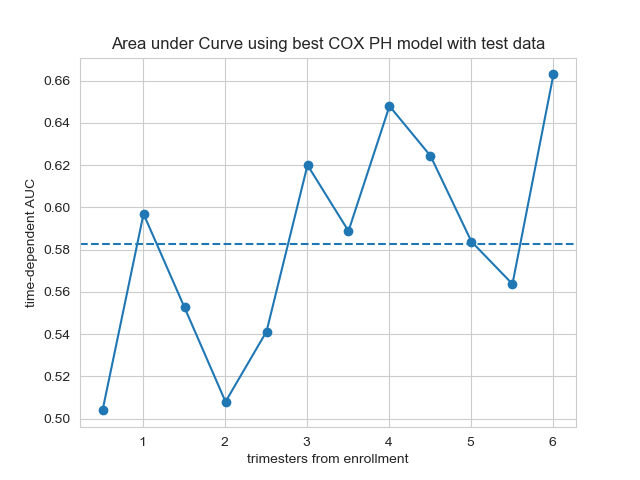 Area under Curve using best COX PH model with test data
time-dependent AUC
0.66
0.64
0.62
0.60
0.58
0.56
0.54
0.52
0.50
1 2 3 4 5 6
trimesters from enrollment